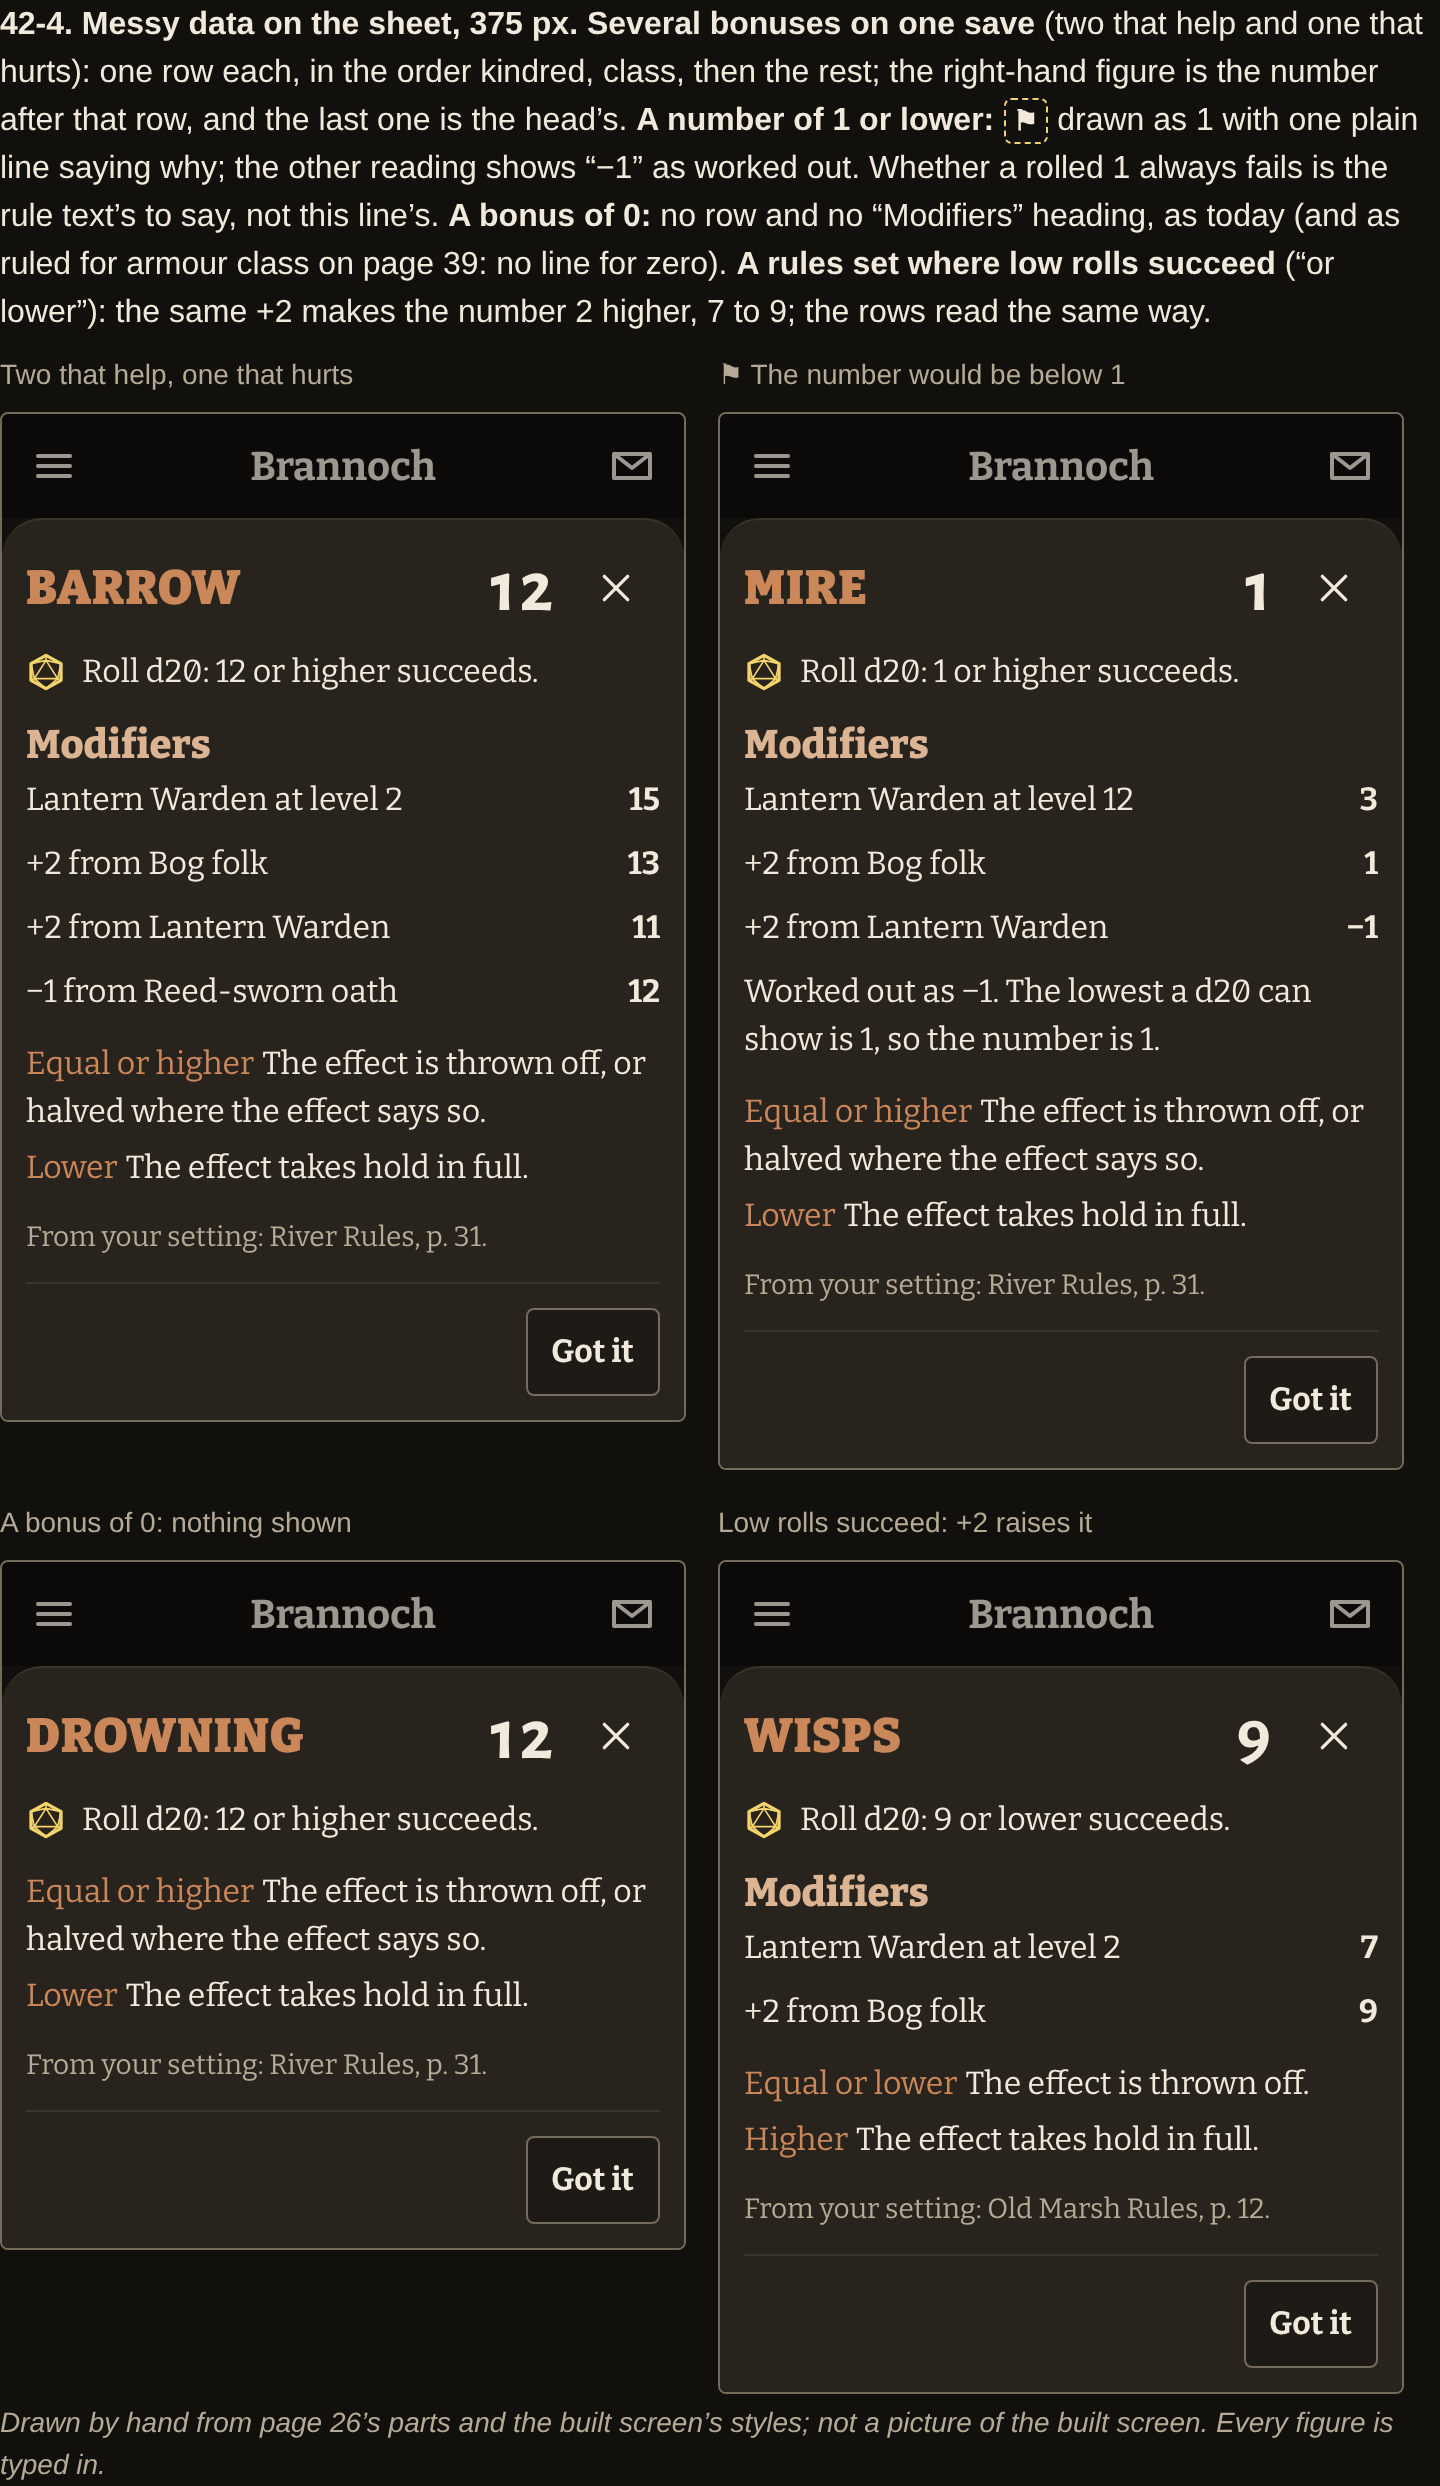 42-4. Messy data on the sheet, 375 px. Several bonuses on one save (two that help and one that
hurts): one row each, in the order kindred, class, then the rest; the right-hand figure is the number
after that row, and the last one is the head’s. A number of 1 or lower: ⚑ drawn as 1 with one plain
line saying why; the other reading shows “−1” as worked out. Whether a rolled 1 always fails is the
rule text’s to say, not this line’s. A bonus of 0: no row and no “Modifiers” heading, as today (and as
ruled for armour class on page 39: no line for zero). A rules set where low rolls succeed (“or
lower”): the same +2 makes the number 2 higher, 7 to 9; the rows read the same way.
Two that help, one that hurts
Brannoch
BARROW 12
Roll d20: 12 or higher succeeds.
Modifiers
Lantern Warden at level 2 15
+2 from Bog folk 13
+2 from Lantern Warden 11
−1 from Reed-sworn oath 12
Equal or higher The effect is thrown off, or
halved where the effect says so.
Lower The effect takes hold in full.
From your setting: River Rules, p. 31.
Got it
⚑ The number would be below 1
Brannoch
MIRE 1
Roll d20: 1 or higher succeeds.
Modifiers
Lantern Warden at level 12 3
+2 from Bog folk 1
+2 from Lantern Warden −1
Worked out as −1. The lowest a d20 can
show is 1, so the number is 1.
Equal or higher The effect is thrown off, or
halved where the effect says so.
Lower The effect takes hold in full.
From your setting: River Rules, p. 31.
Got it
A bonus of 0: nothing shown
Brannoch
DROWNING 12
Roll d20: 12 or higher succeeds.
Equal or higher The effect is thrown off, or
halved where the effect says so.
Lower The effect takes hold in full.
From your setting: River Rules, p. 31.
Got it
Low rolls succeed: +2 raises it
Brannoch
WISPS 9
Roll d20: 9 or lower succeeds.
Modifiers
Lantern Warden at level 2 7
+2 from Bog folk 9
Equal or lower The effect is thrown off.
Higher The effect takes hold in full.
From your setting: Old Marsh Rules, p. 12.
Got it
Drawn by hand from page 26’s parts and the built screen’s styles; not a picture of the built screen. Every figure is
typed in.